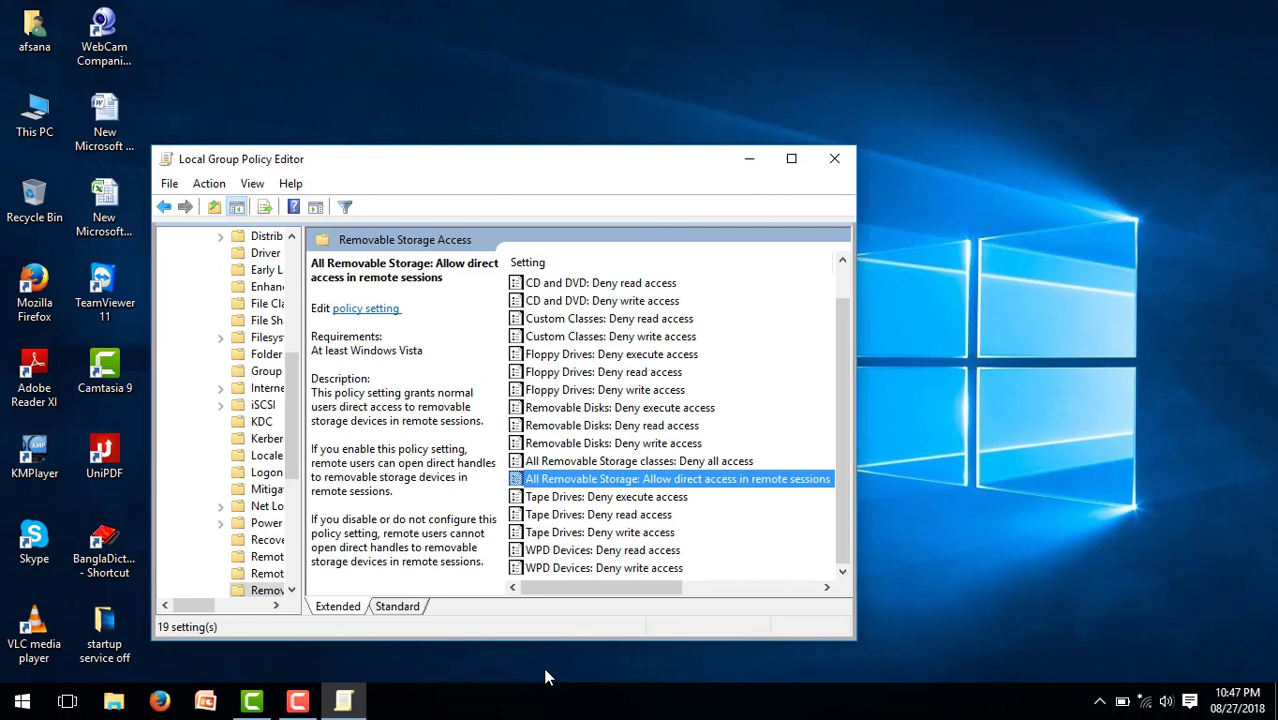 afsana
WebCam
Compani...
This PC
New
Microsoft ...
Recycle Bin
New
Microsoft...
Mozilla
Firefox
TeamViewer
11
Adobe
Reader XI
Camtasia 9
KMPlayer
UniPDF
Skype
BanglaDict...
- Shortcut
VLC media
player
startup
service off
Local Group Policy Editor
File
Action
View
Help
Distrib
Driver
Early L
Enhan
File Cla
File Sh
Filesys
Folder
Group
Interne
iSCSI
KDC
Kerber
Locale
Logon
Mitiga
Net Lo
Power
Recov
Remot
Remot
Remov
Removable Storage Access
All Removable Storage: Allow direct
access in remote sessions
Edit policy setting
Requirements:
At least Windows Vista
Description:
This policy setting grants normal
users direct access to removable
storage devices in remote sessions.
If you enable this policy setting,
remote users can open direct handles
to removable storage devices in
remote sessions.
If you disable or do not configure this
policy setting, remote users cannot
open direct handles to removable
storage devices in remote sessions.
Setting
CD and DVD: Deny read access
CD and DVD: Deny write access
Custom Classes: Deny read access
Custom Classes: Deny write access
Floppy Drives: Deny execute access
Floppy Drives: Deny read access
Floppy Drives: Deny write access
Removable Disks: Deny execute access
Removable Disks: Deny read access
Removable Disks: Deny write access
All Removable Storage classes: Deny all access
All Removable Storage: Allow direct access in remote sessions
Tape Drives: Deny execute access
Tape Drives: Deny read access
Tape Drives: Deny write access
WPD Devices: Deny read access
WPD Devices: Deny write access
Extended
Standard
19 setting(s)
10:47 PM
08/27/2018